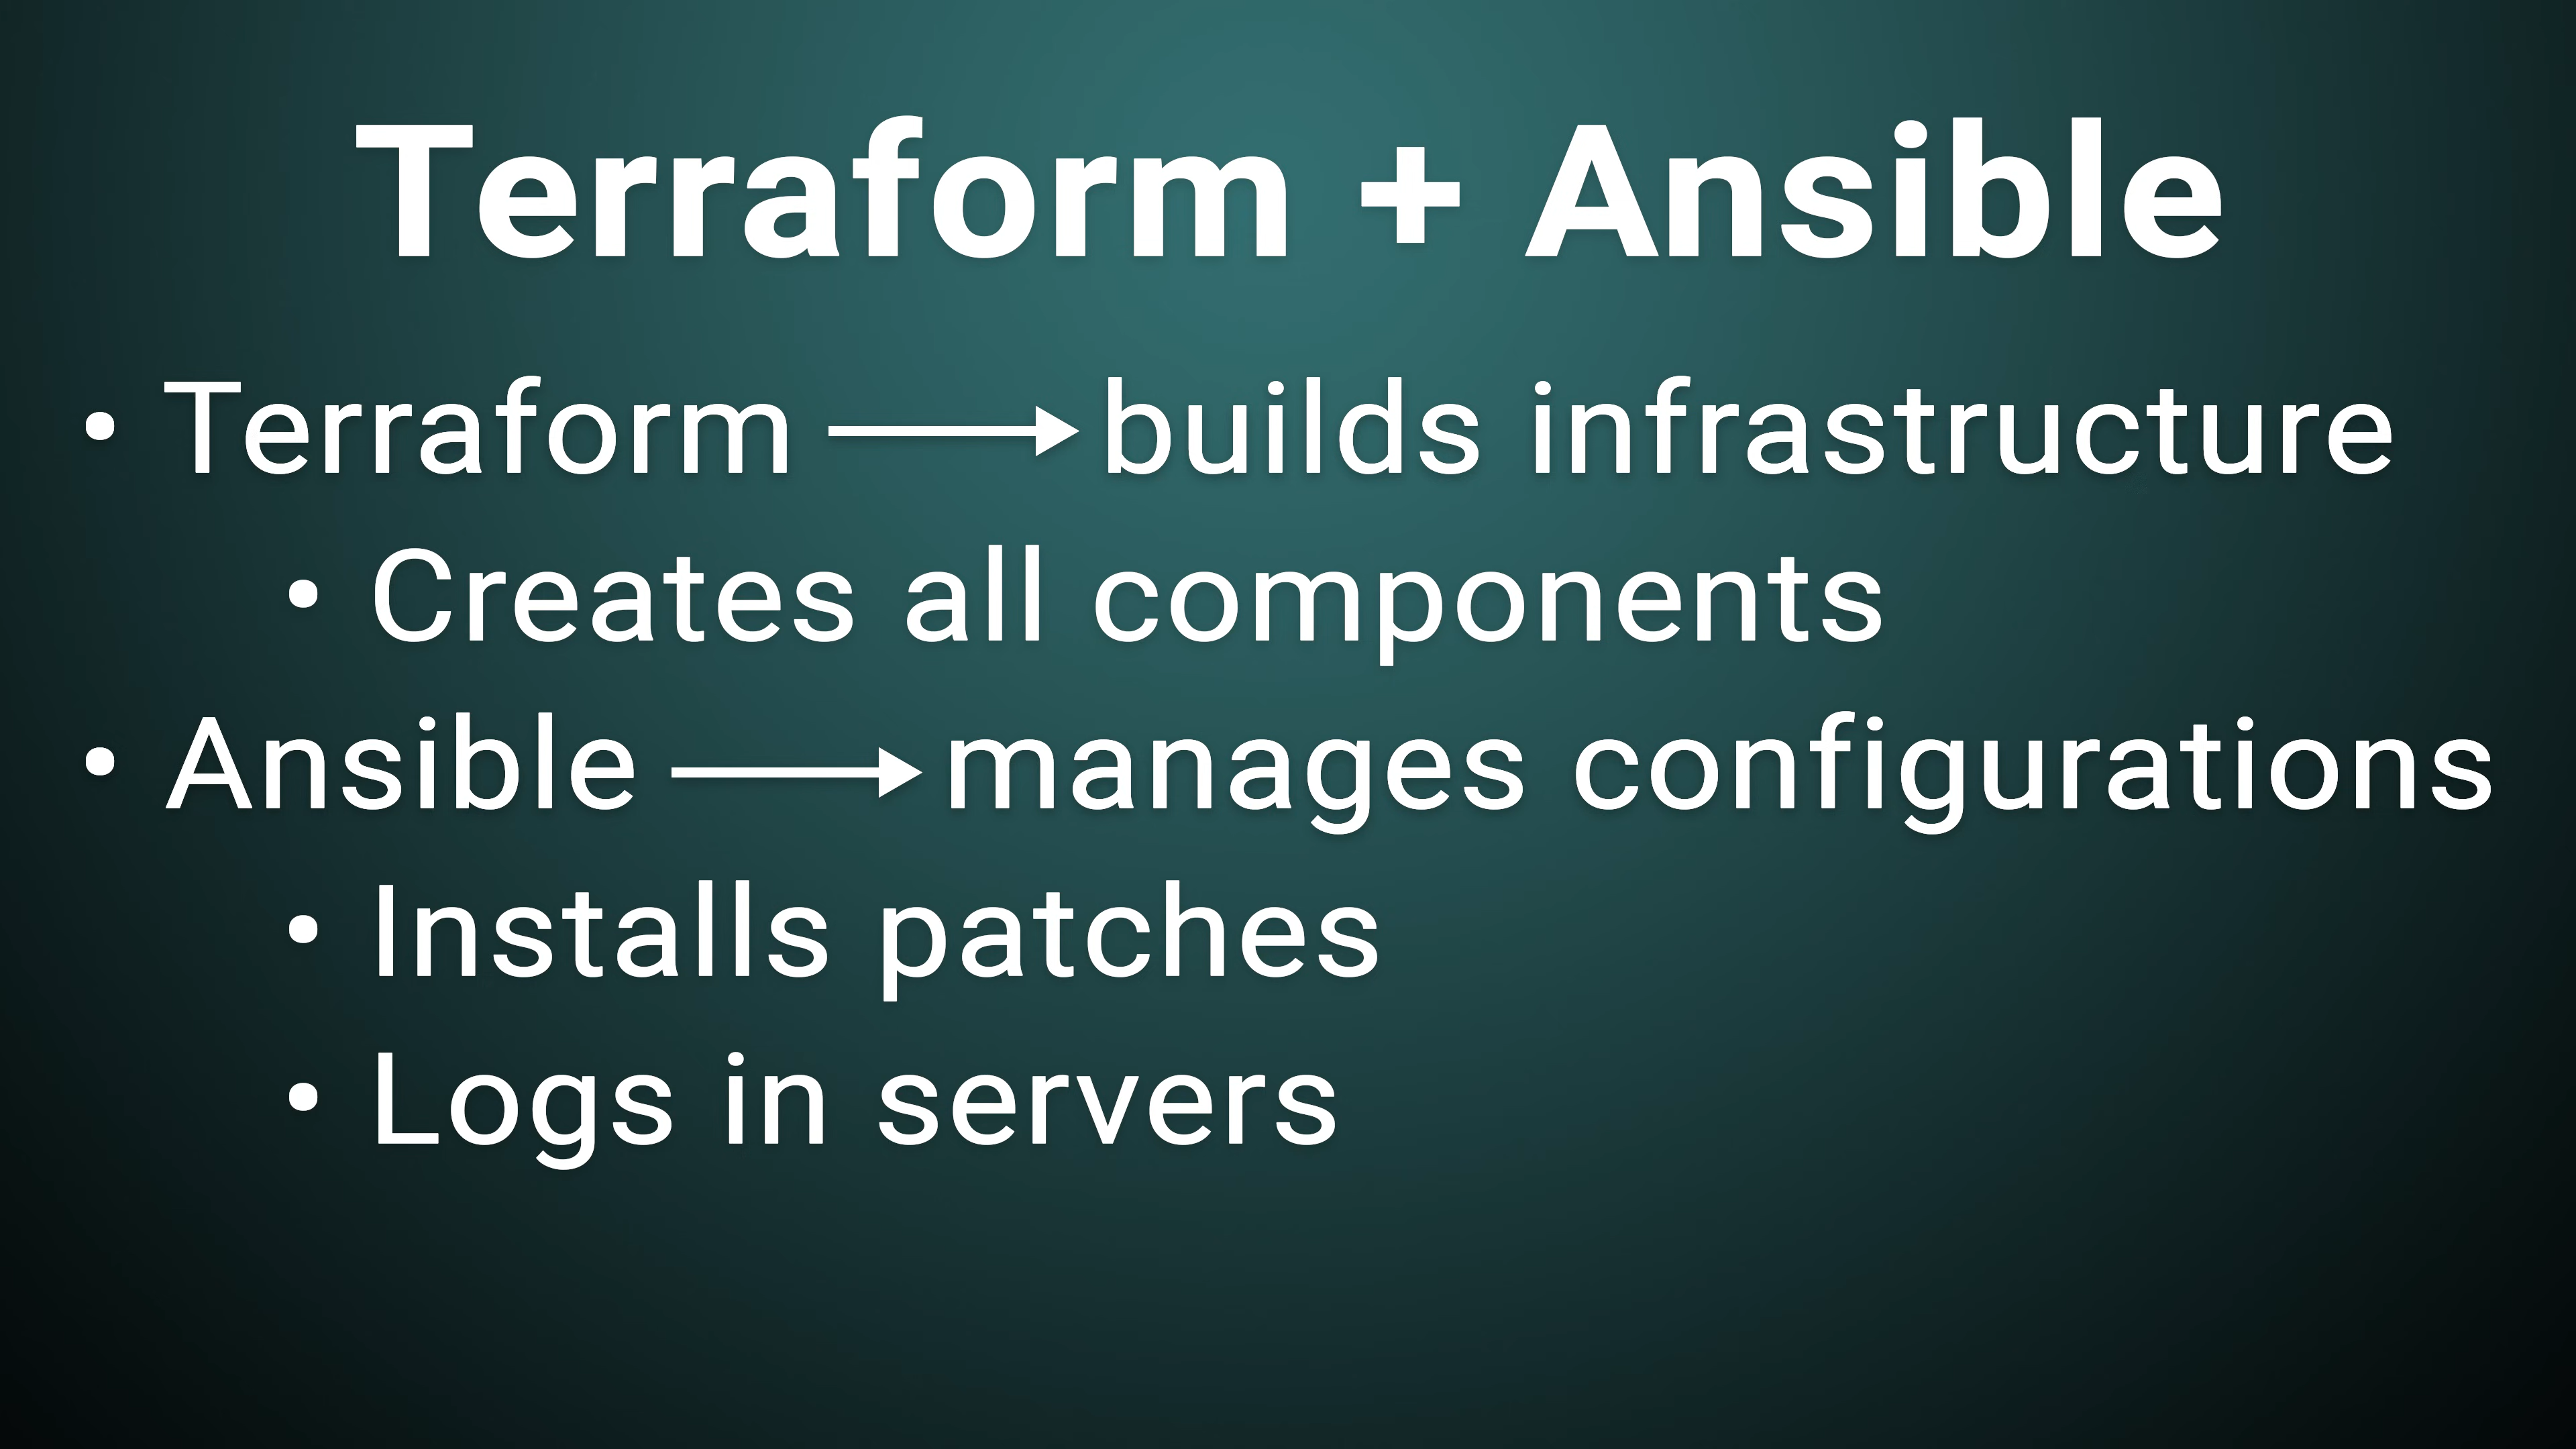 Terraform + Ansible
• Terraform → builds infrastructure
• Creates all components
• Ansible → manages configurations
• Installs patches
• Logs in servers